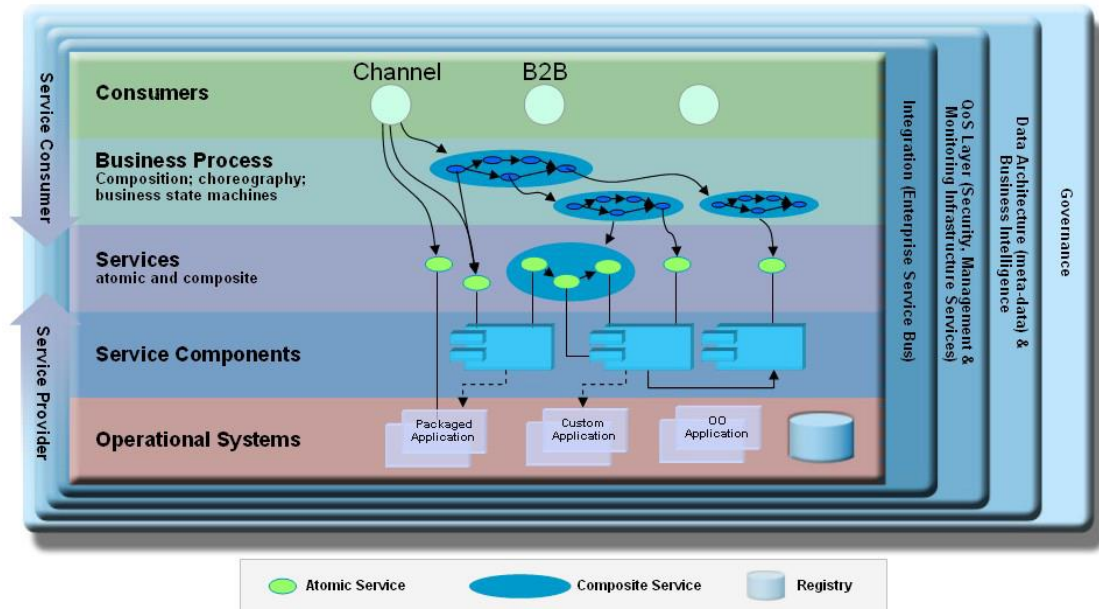 Channel
B2B
Consumers
Business Process
Composition; choreography;
business state machines
Services
atomic and composite
Service Components
Operational Systems
Packaged
Application
Custom
Application
OO
Application
Service Consumer
Service Provider
Integration (Enterprise Service Bus)
QoS Layer (Security, Management &
Monitoring Infrastructure Services)
Data Architecture (meta-data) &
Business Intelligence
Governance
Atomic Service
Composite Service
Registry